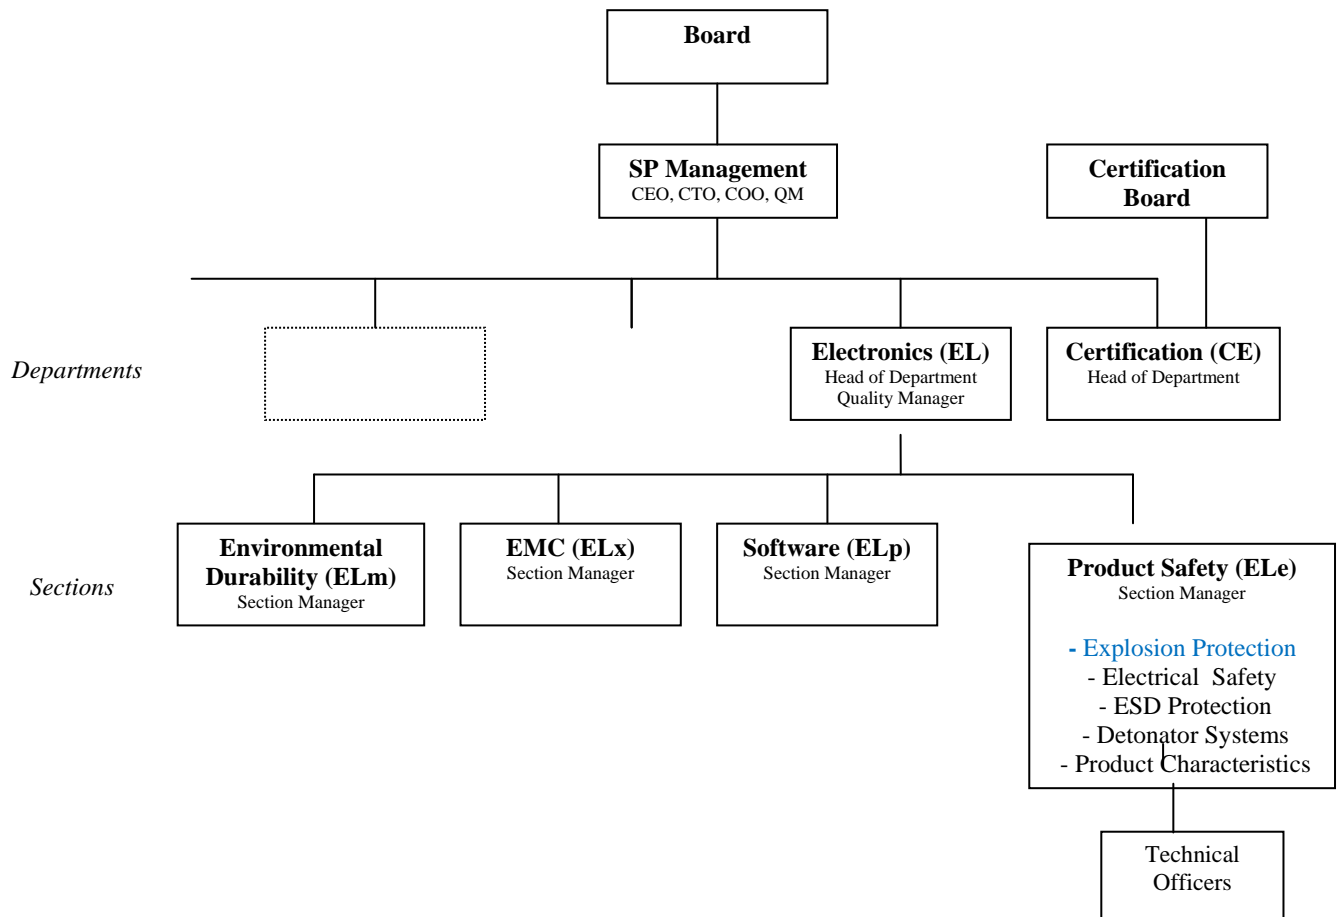 Board
SP Management
CEO, CTO, COO, QM
Certification
Board
Departments
Electronics (EL)
Head of Department
Quality Manager
Certification (CE)
Head of Department
Sections
Environmental
Durability (ELm)
Section Manager
EMC (ELx)
Section Manager
Software (ELp)
Section Manager
Product Safety (ELe)
Section Manager
- Explosion Protection
- Electrical Safety
- ESD Protection
- Detonator Systems
- Product Characteristics
Technical
Officers